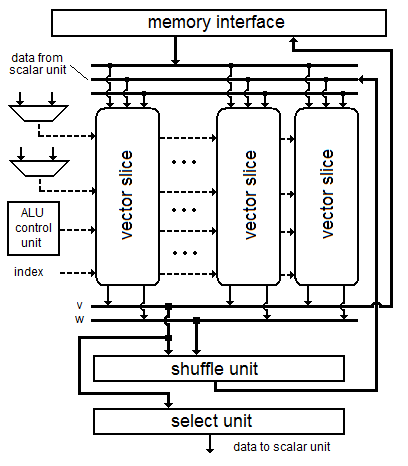 memory interface
data from
scalar unit
vector slice
vector slice
vector slice
ALU
control
unit
index
v
w
shuffle unit
select unit
data to scalar unit